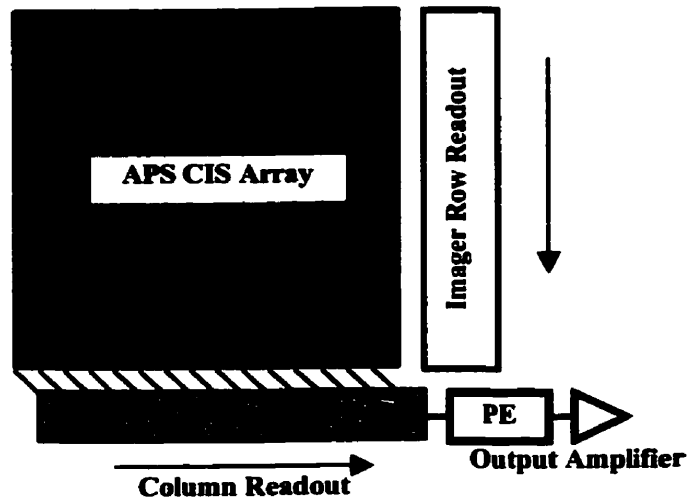 APS CIS Array
Imager Row Readout
PE
Output Amplifier
Column Readout